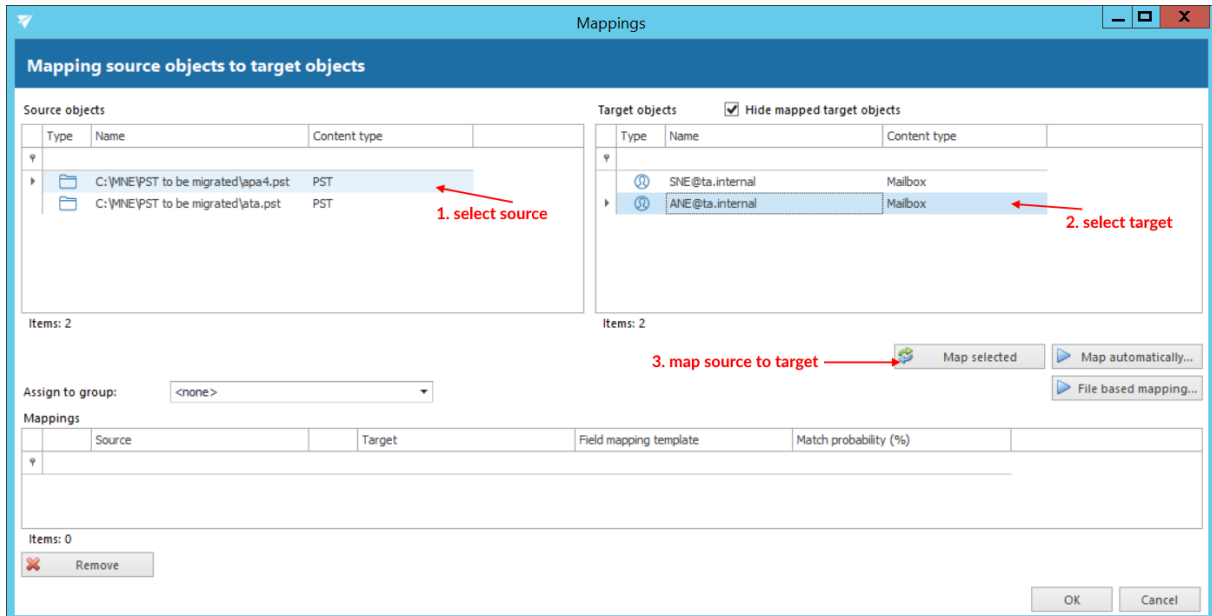 Mappings
Mapping source objects to target objects
Source objects
Target objects
Hide mapped target objects
Type Name Content type
Type Name Content type
C:\MNE\PST to be migrated\apa4.pst PST
C:\MNE\PST to be migrated\ata.pst PST
1. select source
SNE@ta.internal Mailbox
ANE@ta.internal Mailbox
2. select target
Items: 2
Items: 2
3. map source to target
Map selected
Map automatically...
File based mapping...
Assign to group: <none>
Mappings
Source Target Field mapping template Match probability (%)
Items: 0
Remove
OK
Cancel